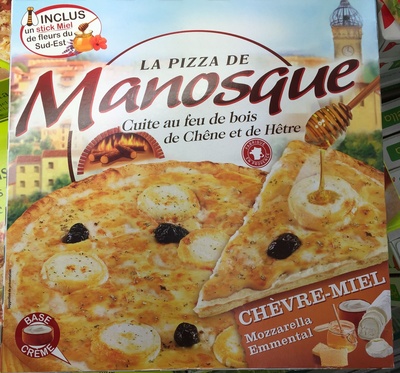 INCLUS
un stick Miel
de fleurs du
Sud-Est
LA PIZZA DE
Manosque
Cuite au feu de bois
de Chêne et de Hêtre
CHÈVRE-MIEL
Mozzarella
Emmental
BASE
CRÈME